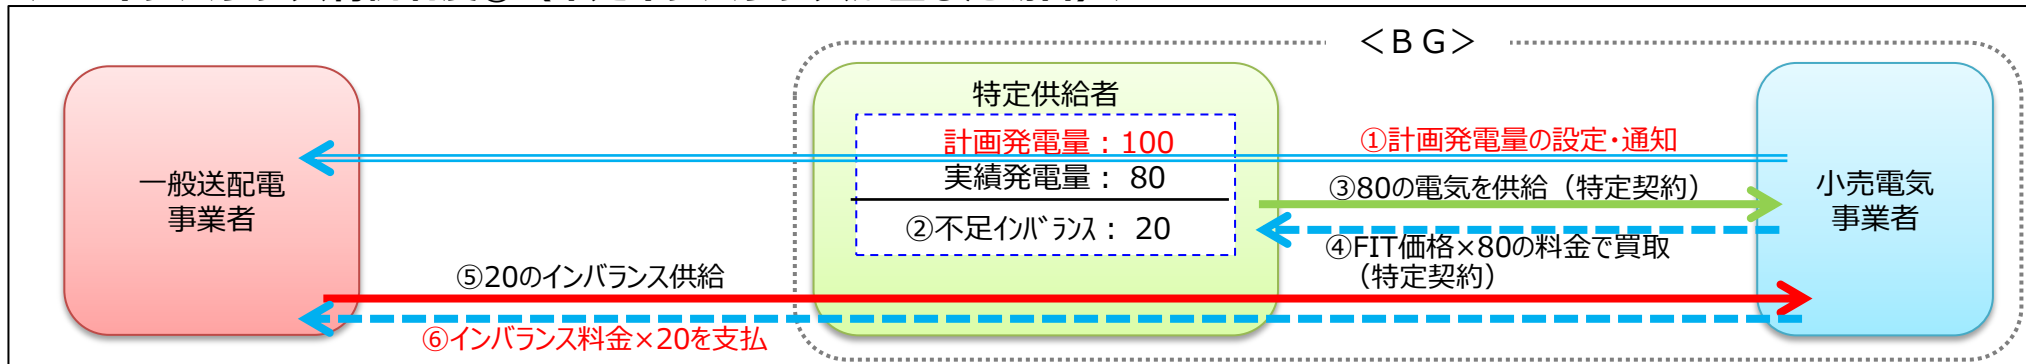 <BG>
特定供給者
計画発電量：100
実績発電量： 80
②不足ｲﾝﾊﾞﾗﾝｽ： 20
一般送配電
事業者
①計画発電量の設定・通知
③80の電気を供給（特定契約）
④FIT価格×80の料金で買取
（特定契約）
小売電気
事業者
⑤20のインバランス供給
⑥インバランス料金×20を支払